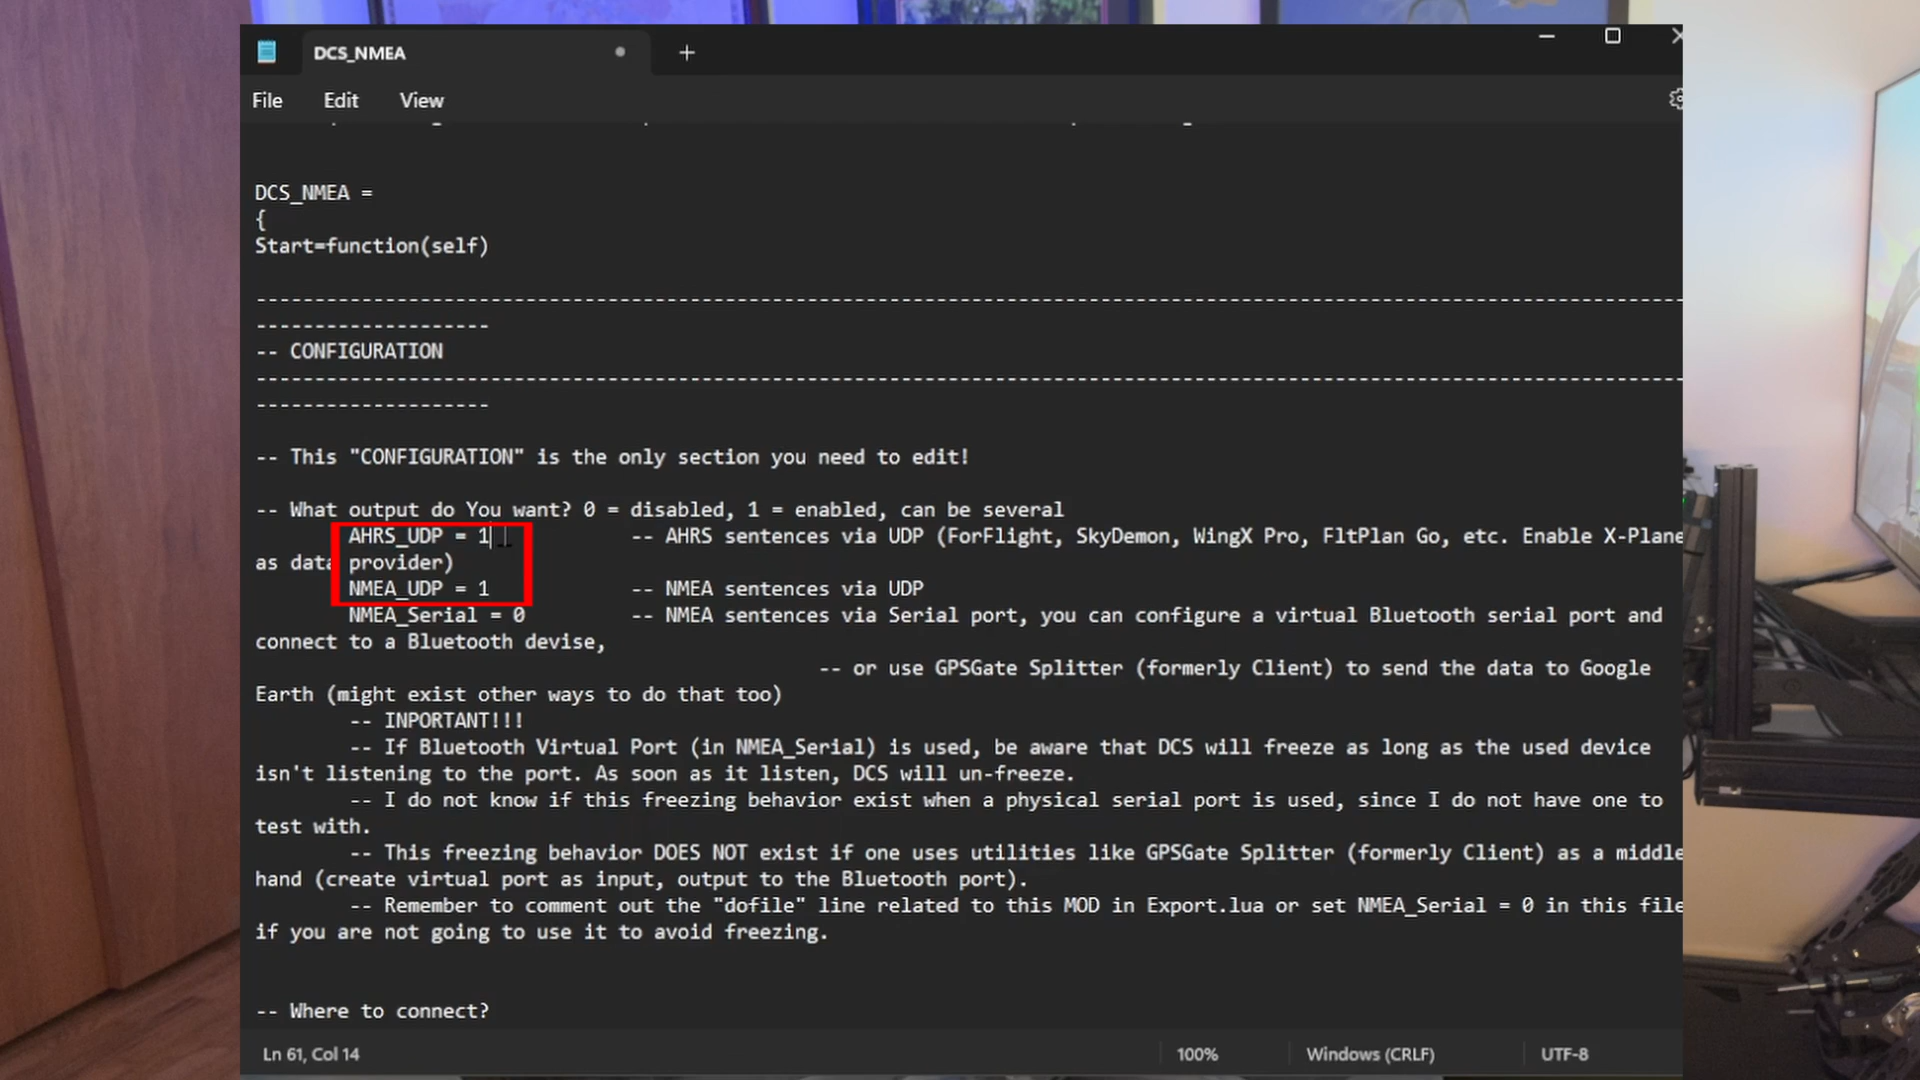 DCS_NMEA
File Edit View
DCS_NMEA =
{
Start=function(self)
--------------------------------------------------------------------------------------------------------------------------
--------------------
-- CONFIGURATION
--------------------------------------------------------------------------------------------------------------------------
--------------------
-- This "CONFIGURATION" is the only section you need to edit!
-- What output do You want? 0 = disabled, 1 = enabled, can be several
AHRS_UDP = 1 -- AHRS sentences via UDP (ForFlight, SkyDemon, WingX Pro, FltPlan Go, etc. Enable X-Plane
as data provider)
NMEA_UDP = 1 -- NMEA sentences via UDP
NMEA_Serial = 0 -- NMEA sentences via Serial port, you can configure a virtual Bluetooth serial port and
connect to a Bluetooth devise,
-- or use GPSGate Splitter (formerly Client) to send the data to Google
Earth (might exist other ways to do that too)
-- INPORTANT!!!
-- If Bluetooth Virtual Port (in NMEA_Serial) is used, be aware that DCS will freeze as long as the used device
isn't listening to the port. As soon as it listen, DCS will un-freeze.
-- I do not know if this freezing behavior exist when a physical serial port is used, since I do not have one to
test with.
-- This freezing behavior DOES NOT exist if one uses utilities like GPSGate Splitter (formerly Client) as a middle
hand (create virtual port as input, output to the Bluetooth port).
-- Remember to comment out the "dofile" line related to this MOD in Export.lua or set NMEA_Serial = 0 in this file
if you are not going to use it to avoid freezing.
-- Where to connect?
Ln 61, Col 14 100% Windows (CRLF) UTF-8